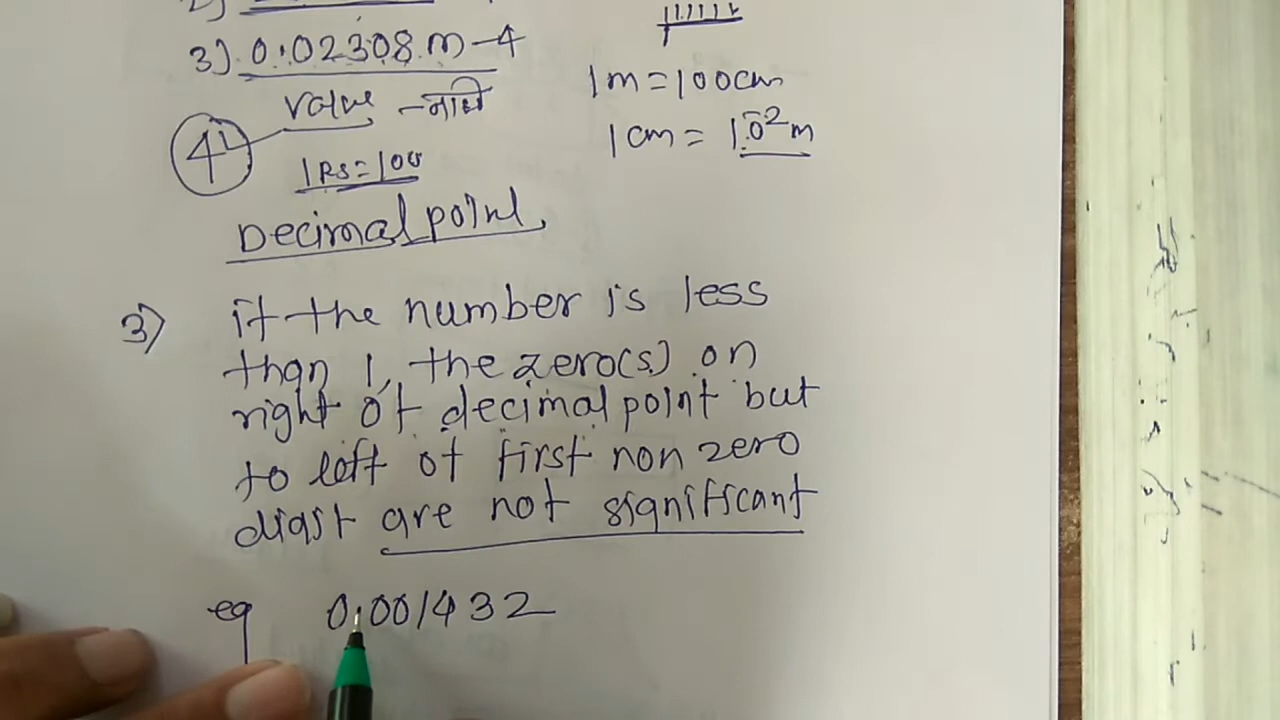 3) 0.02308 m - 4
1m = 100cm
value -
1cm = 10-2 m
4
1Rs = 100
Decimal point
3) if the number is less
than 1, the zero(s) on
right of decimal point but
to left of first non zero
digit are not significant
eg 0.001432